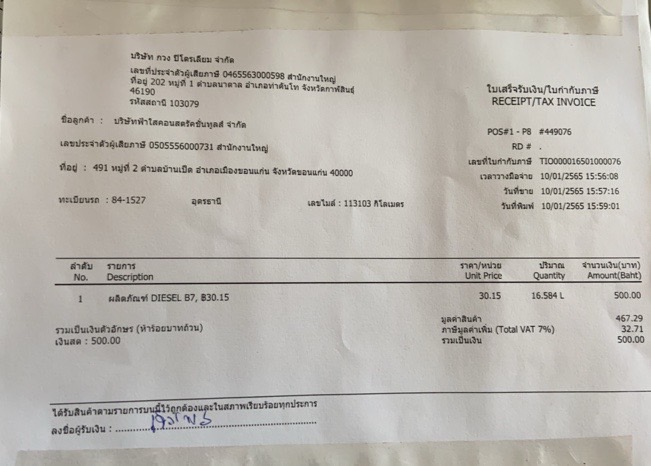 บริษัท กวง ปิโตรเลียม จำกัด
เลขที่ประจำตัวผู้เสียภาษี 0465563000598 สำนักงานใหญ่
ที่อยู่ 202 หมู่ที่ 1 ตำบลนาตาล อำเภอท่าคันโท จังหวัดกาฬสินธุ์
46190
รหัสสถานี 103079
ใบเสร็จรับเงิน/ใบกำกับภาษี
RECEIPT/TAX INVOICE
ชื่อลูกค้า : บริษัทฟ้าใสคอนสตรัคชั่นทูลส์ จำกัด
POS#1 - P8 #449076
RD # .
เลขประจำตัวผู้เสียภาษี 0505556000731 สำนักงานใหญ่
เลขที่ใบกำกับภาษี TIO000016501000076
ที่อยู่ : 491 หมู่ที่ 2 ตำบลบ้านเป็ด อำเภอเมืองขอนแก่น จังหวัดขอนแก่น 40000
เวลาวางมือจ่าย 10/01/2565 15:56:08
วันที่ขาย 10/01/2565 15:57:16
ทะเบียนรถ : 84-1527 อุดรธานี เลขไมล์ : 113103 กิโลเมตร
วันที่พิมพ์ 10/01/2565 15:59:01
ลำดับ รายการ ราคา/หน่วย ปริมาณ จำนวนเงิน(บาท)
No. Description Unit Price Quantity Amount(Baht)
1 ผลิตภัณฑ์ DIESEL B7, ฿30.15 30.15 16.584 L 500.00
มูลค่าสินค้า 467.29
รวมเป็นเงินตัวอักษร (ห้าร้อยบาทถ้วน) ภาษีมูลค่าเพิ่ม (Total VAT 7%) 32.71
เงินสด : 500.00 รวมเป็นเงิน 500.00
ได้รับสินค้าตามรายการบนนี้ไว้ถูกต้องและในสภาพเรียบร้อยทุกประการ
ลงชื่อผู้รับเงิน :